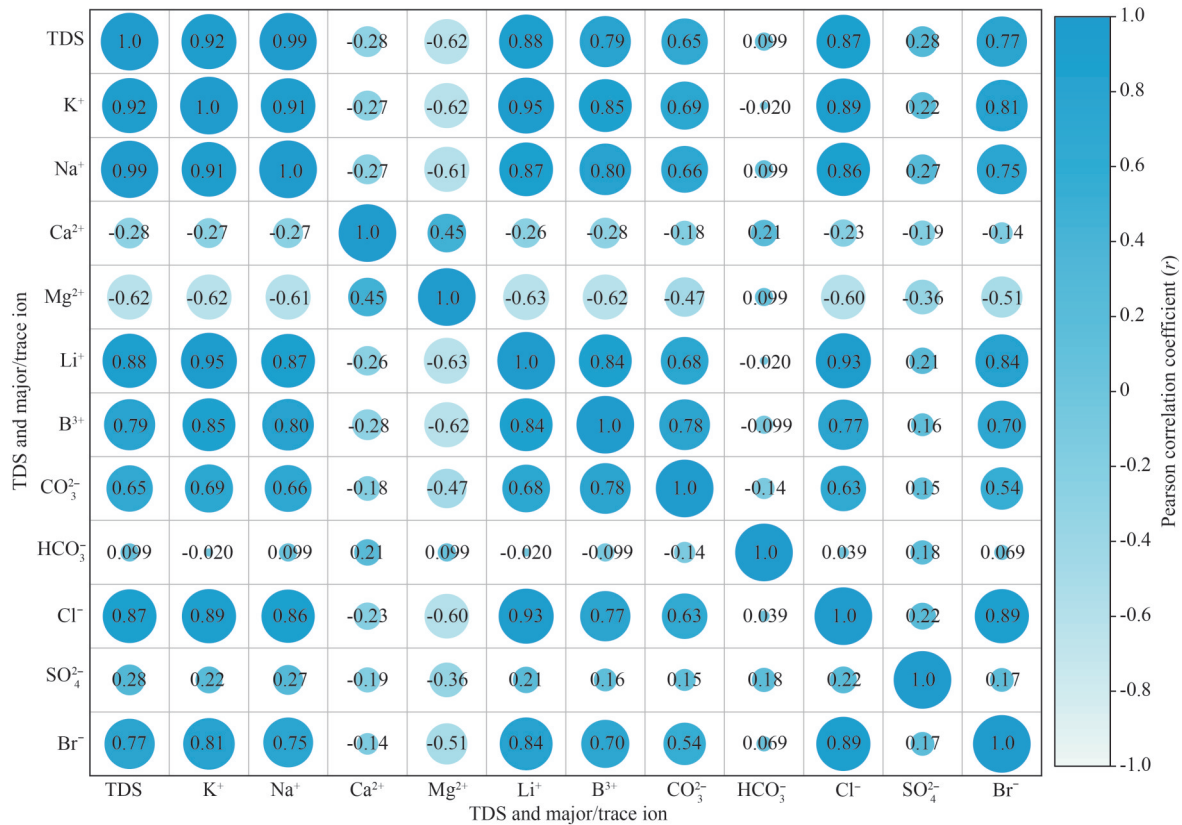 TDS 1.0 0.92 0.99 -0.28 -0.62 0.88 0.79 0.65 0.099 0.87 0.28 0.77
K⁺ 0.92 1.0 0.91 -0.27 -0.62 0.95 0.85 0.69 -0.020 0.89 0.22 0.81
Na⁺ 0.99 0.91 1.0 -0.27 -0.61 0.87 0.80 0.66 0.099 0.86 0.27 0.75
Ca²⁺ -0.28 -0.27 -0.27 1.0 0.45 -0.26 -0.28 -0.18 0.21 -0.23 -0.19 -0.14
Mg²⁺ -0.62 -0.62 -0.61 0.45 1.0 -0.63 -0.62 -0.47 0.099 -0.60 -0.36 -0.51
Li⁺ 0.88 0.95 0.87 -0.26 -0.63 1.0 0.84 0.68 -0.020 0.93 0.21 0.84
B³⁺ 0.79 0.85 0.80 -0.28 -0.62 0.84 1.0 0.78 -0.099 0.77 0.16 0.70
CO₃²⁻ 0.65 0.69 0.66 -0.18 -0.47 0.68 0.78 1.0 -0.14 0.63 0.15 0.54
HCO₃⁻ 0.099 -0.020 0.099 0.21 0.099 -0.020 -0.099 -0.14 1.0 0.039 0.18 0.069
Cl⁻ 0.87 0.89 0.86 -0.23 -0.60 0.93 0.77 0.63 0.039 1.0 0.22 0.89
SO₄²⁻ 0.28 0.22 0.27 -0.19 -0.36 0.21 0.16 0.15 0.18 0.22 1.0 0.17
Br⁻ 0.77 0.81 0.75 -0.14 -0.51 0.84 0.70 0.54 0.069 0.89 0.17 1.0
TDS K⁺ Na⁺ Ca²⁺ Mg²⁺ Li⁺ B³⁺ CO₃²⁻ HCO₃⁻ Cl⁻ SO₄²⁻ Br⁻
TDS and major/trace ion
TDS and major/trace ion
1.0
0.8
0.6
0.4
0.2
0
-0.2
-0.4
-0.6
-0.8
-1.0
Pearson correlation coefficient (r)